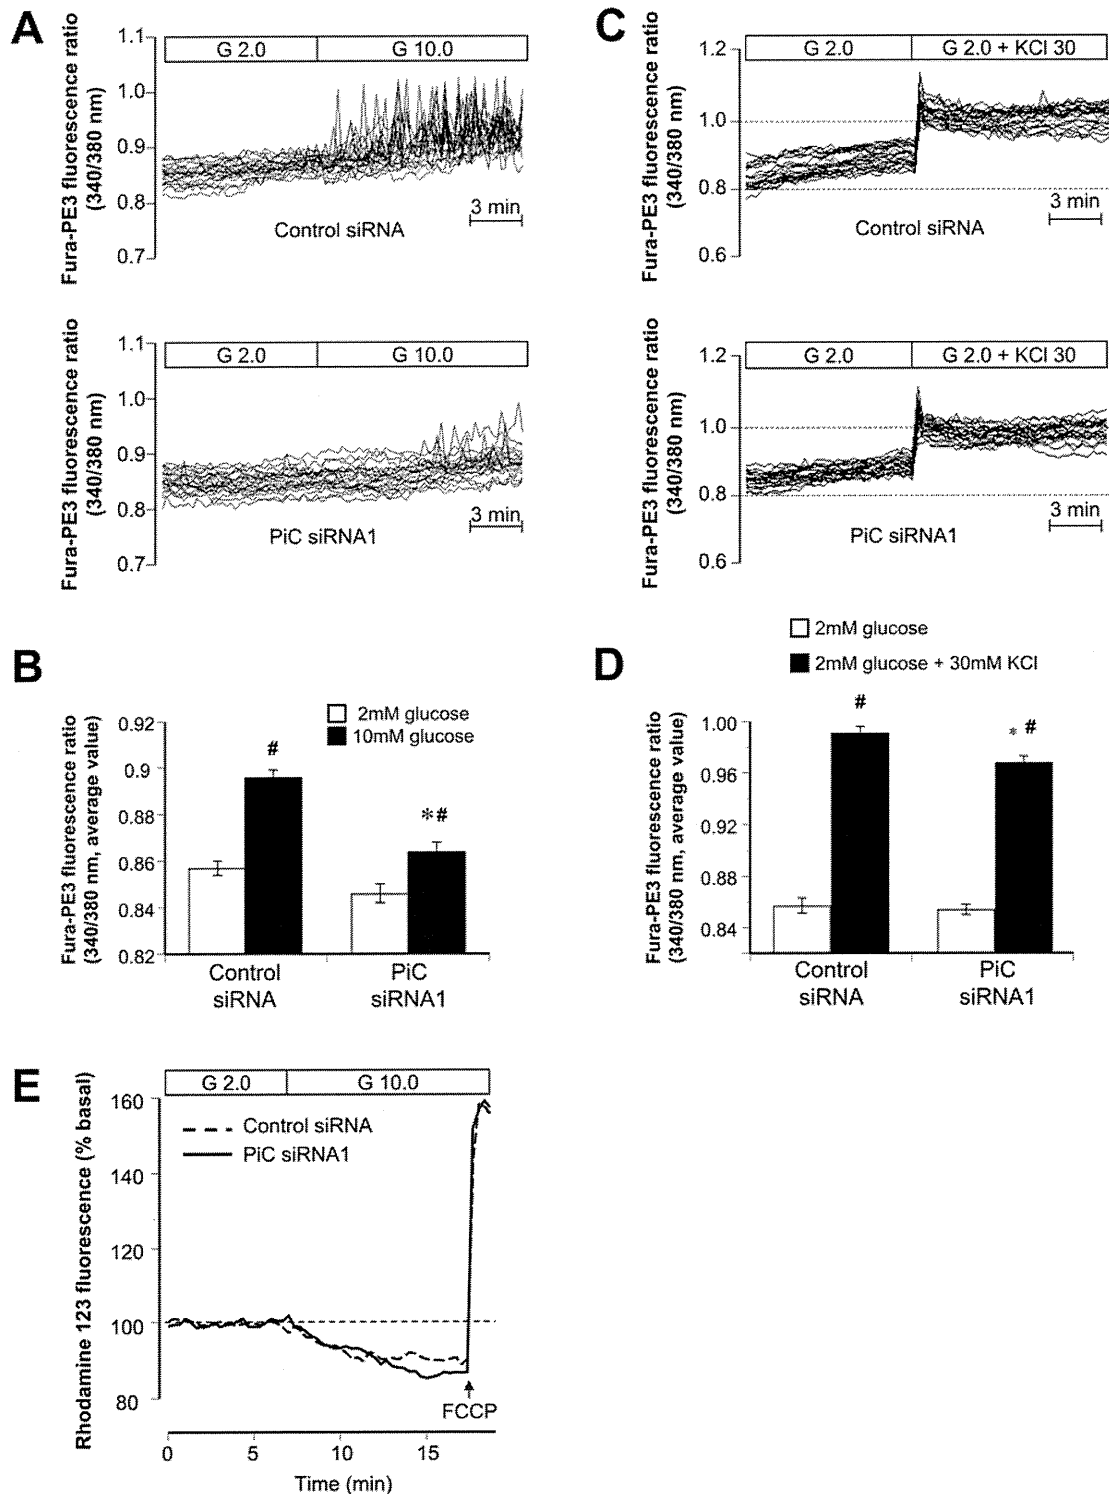 A
Fura-PE3 fluorescence ratio
(340/380 nm)
1.1
1.0
0.9
0.8
0.7
G 2.0
G 10.0
3 min
Control siRNA
Fura-PE3 fluorescence ratio
(340/380 nm)
1.1
1.0
0.9
0.8
0.7
G 2.0
G 10.0
3 min
PiC siRNA1
C
Fura-PE3 fluorescence ratio
(340/380 nm)
1.2
1.0
0.8
0.6
G 2.0
G 2.0 + KCl 30
3 min
Control siRNA
Fura-PE3 fluorescence ratio
(340/380 nm)
1.2
1.0
0.8
0.6
G 2.0
G 2.0 + KCl 30
3 min
PiC siRNA1
B
Fura-PE3 fluorescence ratio
(340/380 nm, average value)
0.92
0.9
0.88
0.86
0.84
0.82
2mM glucose
10mM glucose
#
*#
Control
siRNA
PiC
siRNA1
D
2mM glucose
2mM glucose + 30mM KCl
Fura-PE3 fluorescence ratio
(340/380 nm, average value)
1.00
0.96
0.92
0.88
0.84
#
* #
Control
siRNA
PiC
siRNA1
E
Rhodamine 123 fluorescence (% basal)
160
140
120
100
80
G 2.0
G 10.0
Control siRNA
PiC siRNA1
FCCP
0
5
10
15
Time (min)